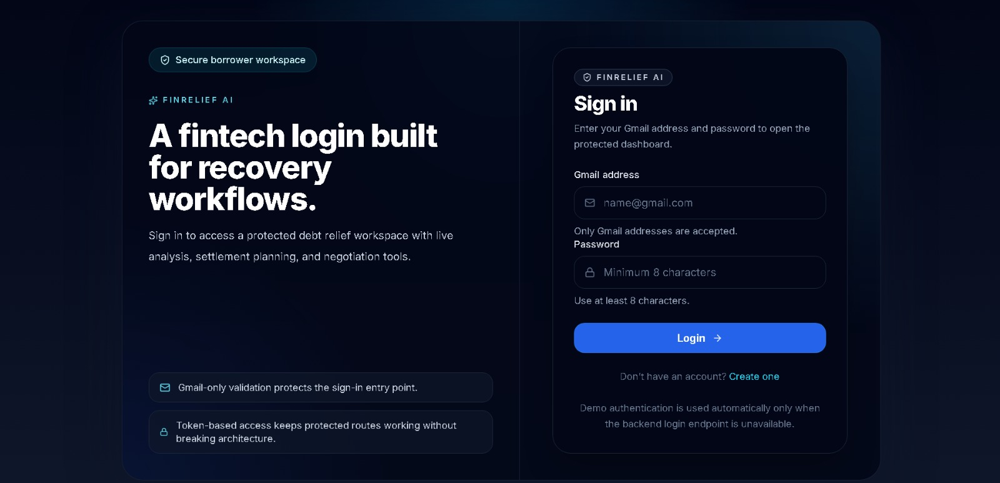 Secure borrower workspace
FINRELIEF AI
A fintech login built
for recovery
workflows.
Sign in to access a protected debt relief workspace with live
analysis, settlement planning, and negotiation tools.
Gmail-only validation protects the sign-in entry point.
Token-based access keeps protected routes working without
breaking architecture.
FINRELIEF AI
Sign in
Enter your Gmail address and password to open the
protected dashboard.
Gmail address
name@gmail.com
Only Gmail addresses are accepted.
Password
Minimum 8 characters
Use at least 8 characters.
Login →
Don't have an account? Create one
Demo authentication is used automatically only when
the backend login endpoint is unavailable.